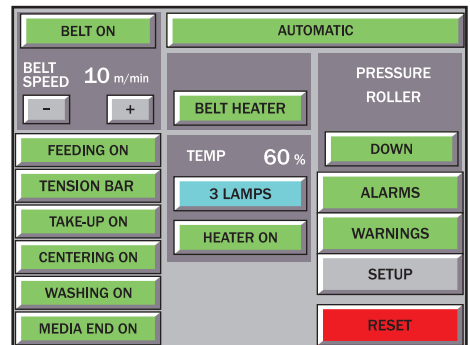 BELT ON
AUTOMATIC
BELT
SPEED 10 m/min
- +
BELT HEATER
PRESSURE
ROLLER
FEEDING ON
TENSION BAR
TAKE-UP ON
CENTERING ON
WASHING ON
MEDIA END ON
TEMP 60 %
3 LAMPS
HEATER ON
DOWN
ALARMS
WARNINGS
SETUP
RESET